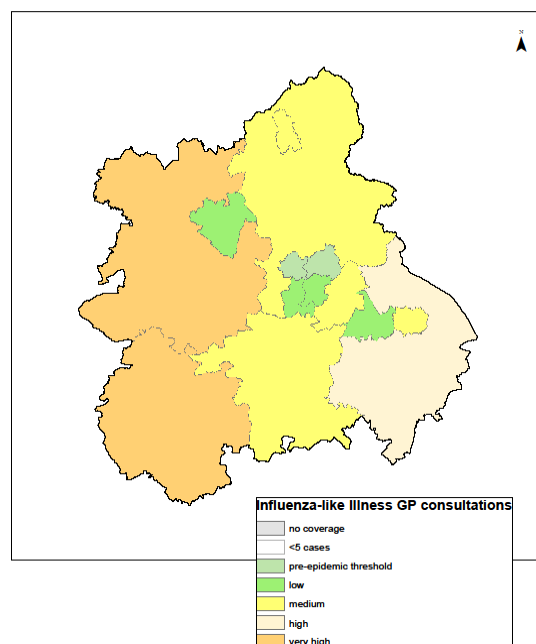 N
Influenza-like Illness GP consultations
no coverage
<5 cases
pre-epidemic threshold
low
medium
high
very high